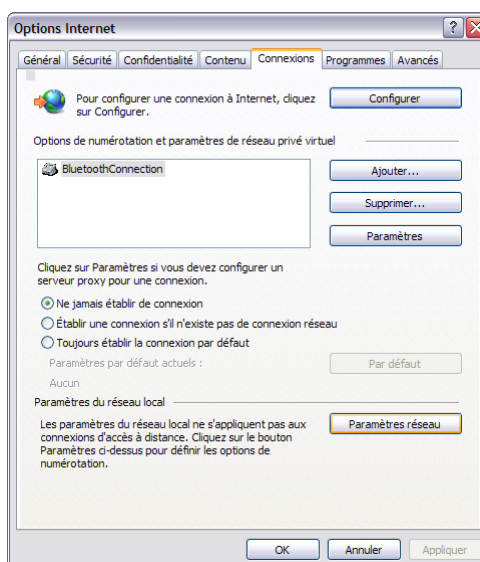 Options Internet
?
Général Sécurité Confidentialité Contenu Connexions Programmes Avancés
Pour configurer une connexion à Internet, cliquez
sur Configurer.
Configurer
Options de numérotation et paramètres de réseau privé virtuel
BluetoothConnection
Ajouter...
Supprimer...
Paramètres
Cliquez sur Paramètres si vous devez configurer un
serveur proxy pour une connexion.
Ne jamais établir de connexion
Établir une connexion s'il n'existe pas de connexion réseau
Toujours établir la connexion par défaut
Paramètres par défaut actuels :
Par défaut
Aucun
Paramètres du réseau local
Les paramètres du réseau local ne s'appliquent pas aux
connexions d'accès à distance. Cliquez sur le bouton
Paramètres ci-dessus pour définir les options de
numérotation.
Paramètres réseau
OK Annuler Appliquer